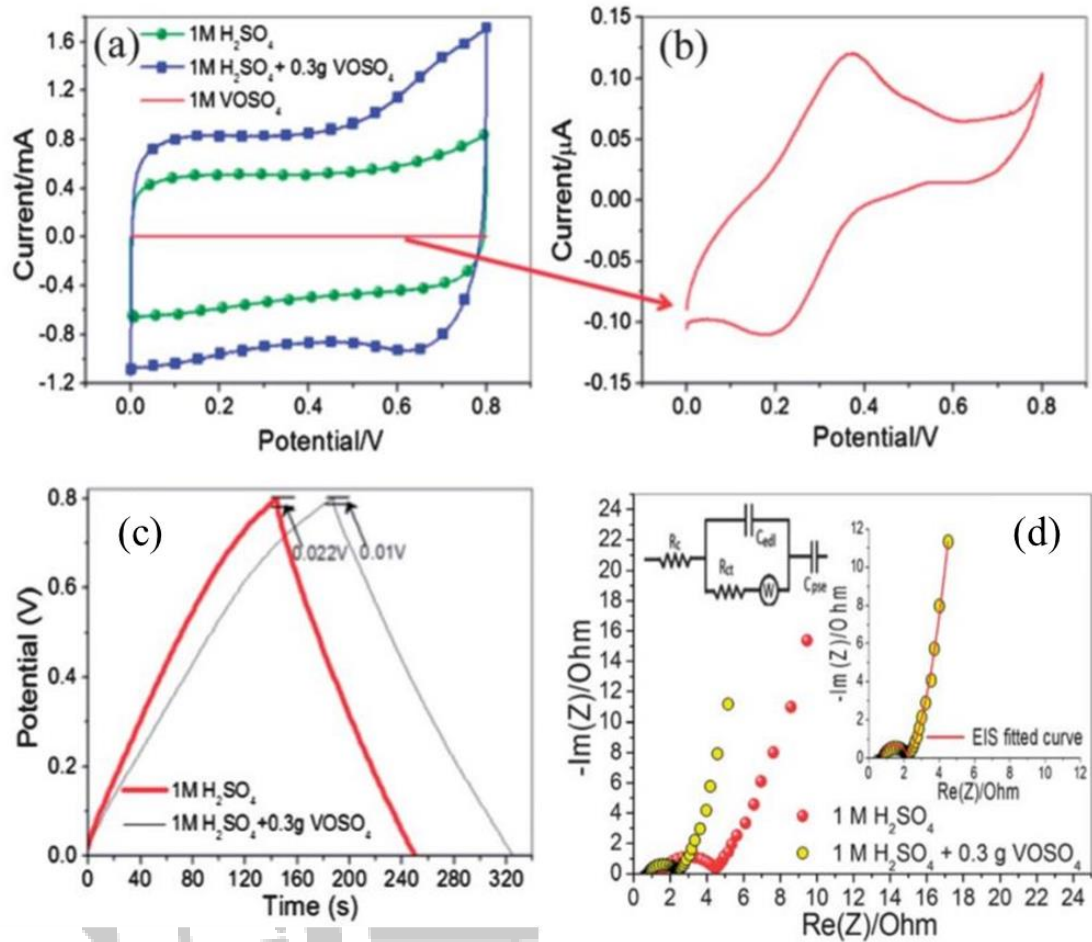 (a)
1M H₂SO₄
1M H₂SO₄+ 0.3g VOSO₄
1M VOSO₄
1.6
1.2
0.8
0.4
0.0
-0.4
-0.8
-1.2
Current/mA
0.0 0.2 0.4 0.6 0.8
Potential/V
(b)
0.15
0.10
0.05
0.00
-0.05
-0.10
-0.15
Current/µA
0.0 0.2 0.4 0.6 0.8
Potential/V
(c)
0.8
0.6
0.4
0.2
0.0
Potential (V)
0.022V 0.01V
1M H₂SO₄
1M H₂SO₄+0.3g VOSO₄
0 40 80 120 160 200 240 280 320
Time (s)
(d)
24
22
20
18
16
14
12
10
8
6
4
2
0
-Im(Z)/Ohm
Rc
Cedl
Rct
W
Cpse
12
10
8
6
4
2
0
-Im (Z)/O hm
EIS fitted curve
0 2 4 6 8 10 12
Re(Z)/Ohm
1 M H₂SO₄
1 M H₂SO₄ + 0.3 g VOSO₄
0 2 4 6 8 10 12 14 16 18 20 22 24
Re(Z)/Ohm